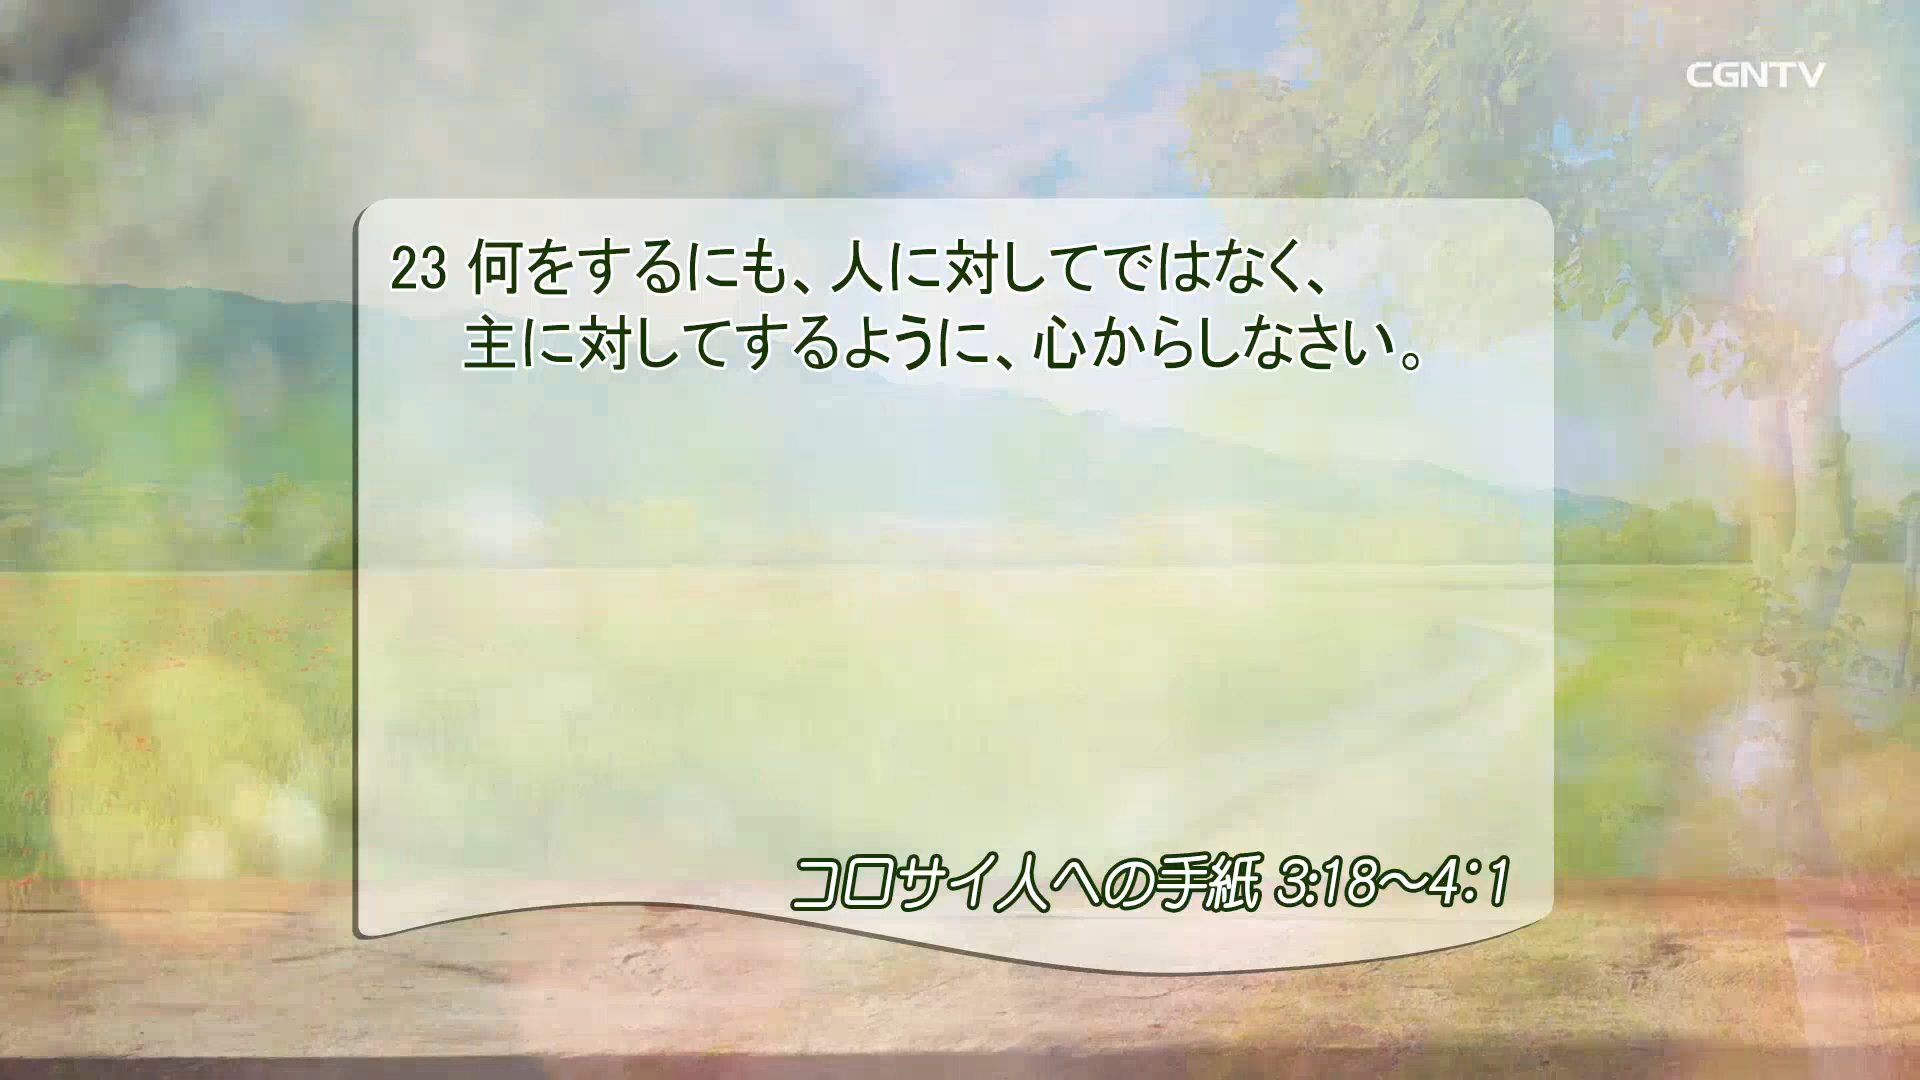 CGNTV
23 何をするにも、人に対してではなく、
主に対してするように、心からしなさい。
コロサイ人への手紙 3:18～4:1